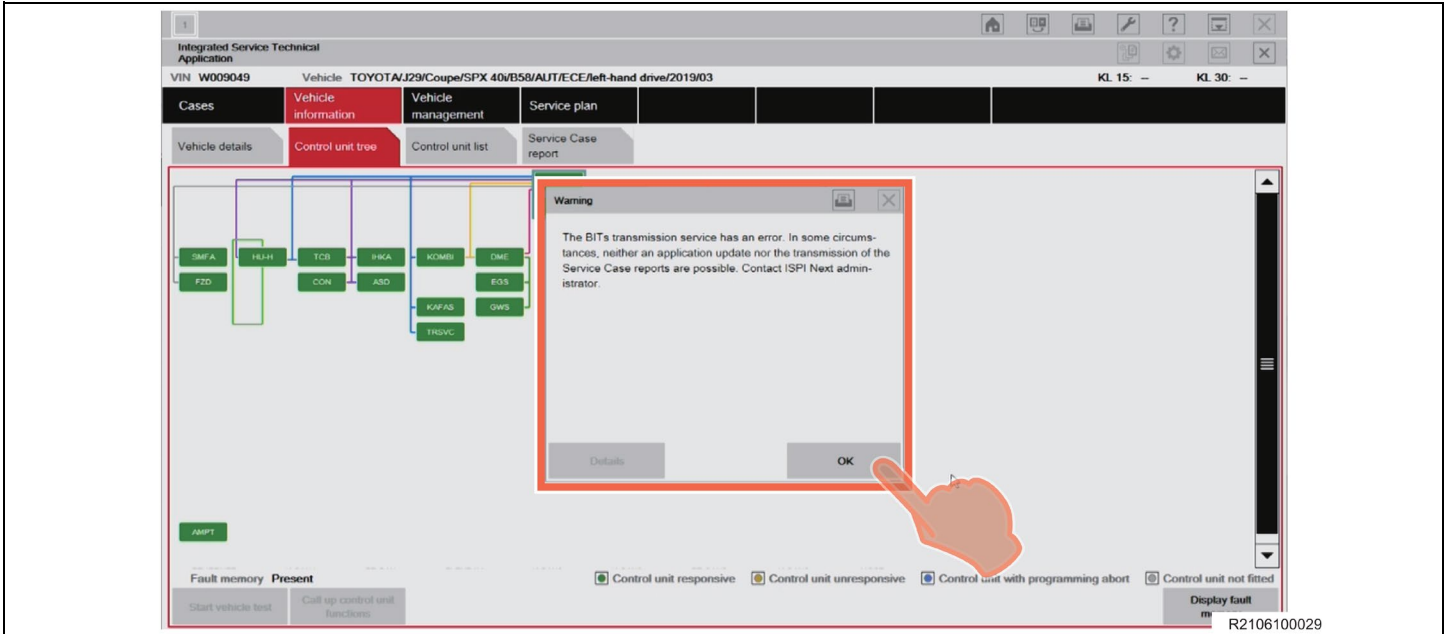 1
Integrated Service Technical
Application
VIN W009049 Vehicle TOYOTA/J29/Coupe/SPX 40i/B58/AUT/ECE/left-hand drive/2019/03 KL 15: – KL 30: –
Cases Vehicle information Vehicle management Service plan
Vehicle details Control unit tree Control unit list Service Case report
Warning
The BITs transmission service has an error. In some circums-
tances, neither an application update nor the transmission of the
Service Case reports are possible. Contact ISPI Next admin-
istrator.
SMFA HU-H TCB IHKA KOMBI DME
FZD CON ASD EGS
KAFAS GWS
TRSVC
Details OK
AMPT
Fault memory Present Control unit responsive Control unit unresponsive Control unit with programming abort Control unit not fitted
Start vehicle test Call up control unit functions Display fault
R2106100029